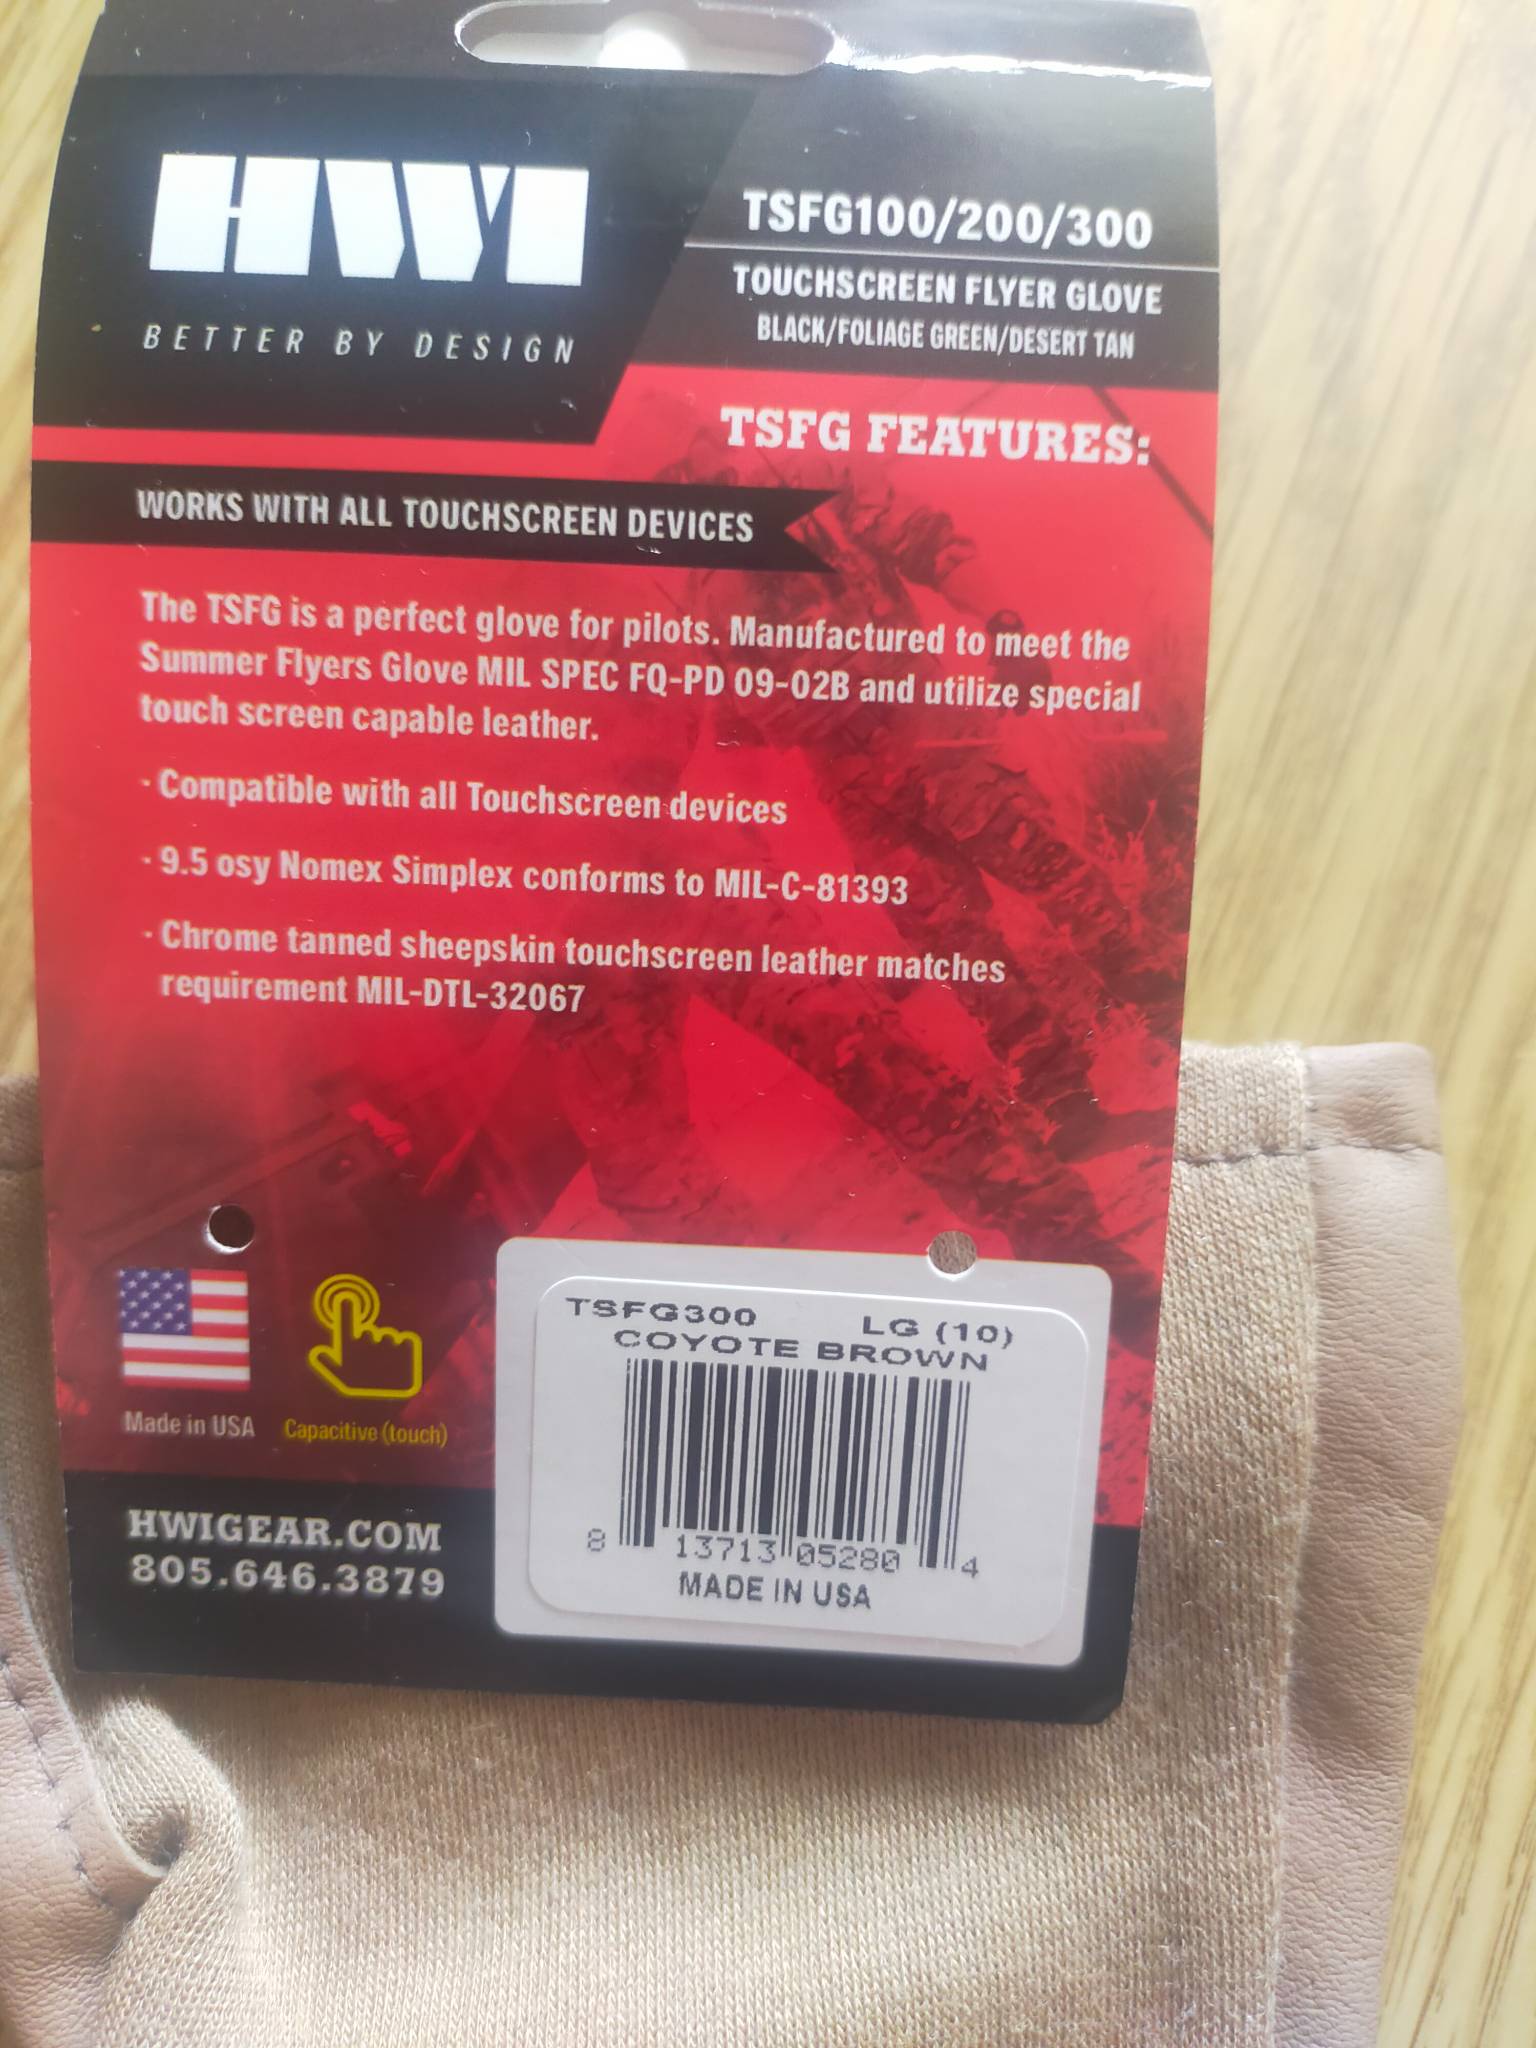 HWI
BETTER BY DESIGN
TSFG100/200/300
TOUCHSCREEN FLYER GLOVE
BLACK/FOLIAGE GREEN/DESERT TAN
TSFG FEATURES:
WORKS WITH ALL TOUCHSCREEN DEVICES
The TSFG is a perfect glove for pilots. Manufactured to meet the
Summer Flyers Glove MIL SPEC FQ-PD 09-02B and utilize special
touch screen capable leather.
· Compatible with all Touchscreen devices
· 9.5 osy Nomex Simplex conforms to MIL-C-81393
· Chrome tanned sheepskin touchscreen leather matches
requirement MIL-DTL-32067
Made in USA
Capacitive (touch)
HWIGEAR.COM
805.646.3879
TSFG300 LG (10)
COYOTE BROWN
8 13713 05280 4
MADE IN USA